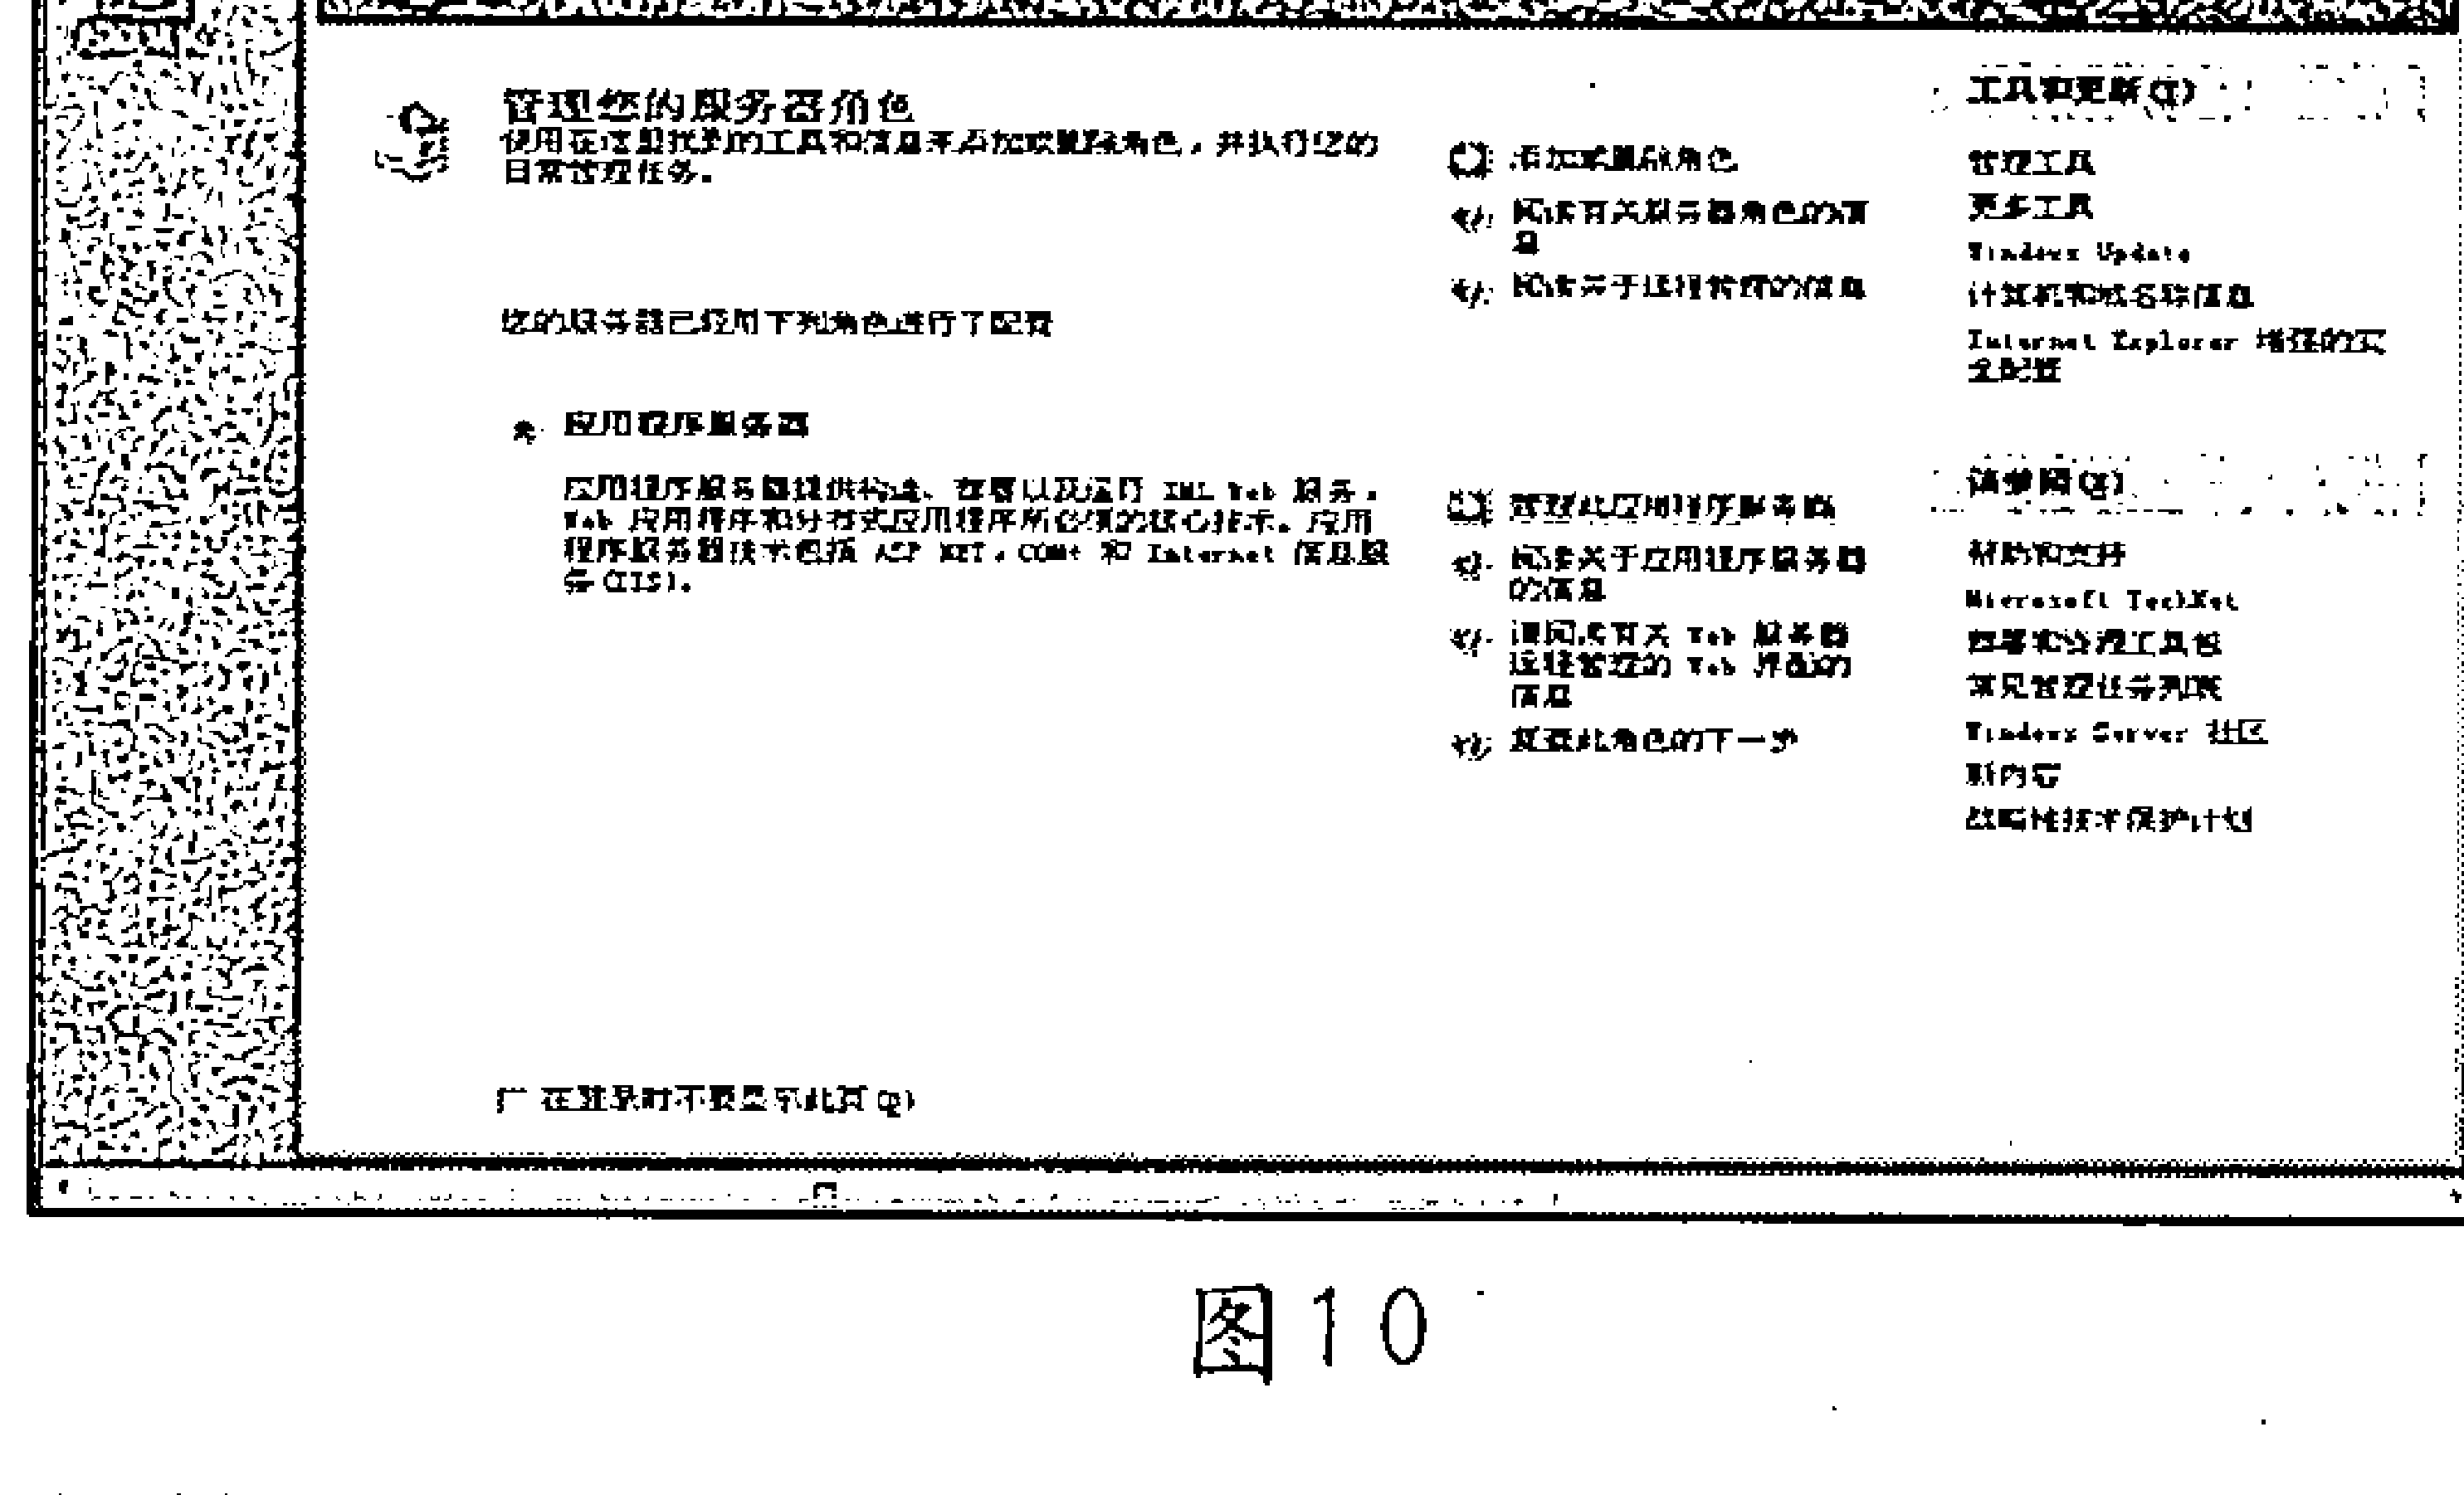 管理您的服务器角色
使用在这里找到的工具和信息来添加或删除角色，并执行您的
日常管理任务。
添加或删除角色
阅读有关服务器角色的信
息
阅读关于远程管理的信息
您的服务器已经用下列角色进行了配置
应用程序服务器
应用程序服务器提供构造、部署以及运行 XML Web 服务，
Web 应用程序和分布式应用程序所必须的核心技术。应用
程序服务器技术包括 ASP NET，COM+ 和 Internet 信息服
务(IIS)。
管理此应用程序服务器
阅读关于应用程序服务器
的信息
请阅读有关 Web 服务器
远程管理的 Web 界面的
信息
复查此角色的下一步
工具和更新(T)
管理工具
更多工具
Windows Update
计算机和域名称信息
Internet Explorer 增强的安
全配置
请参阅(S)
帮助和支持
Microsoft TechNet
部署和资源工具包
常见管理任务列表
Windows Server 社区
新内容
战略性技术保护计划
在登录时不要显示此页(D)
图10